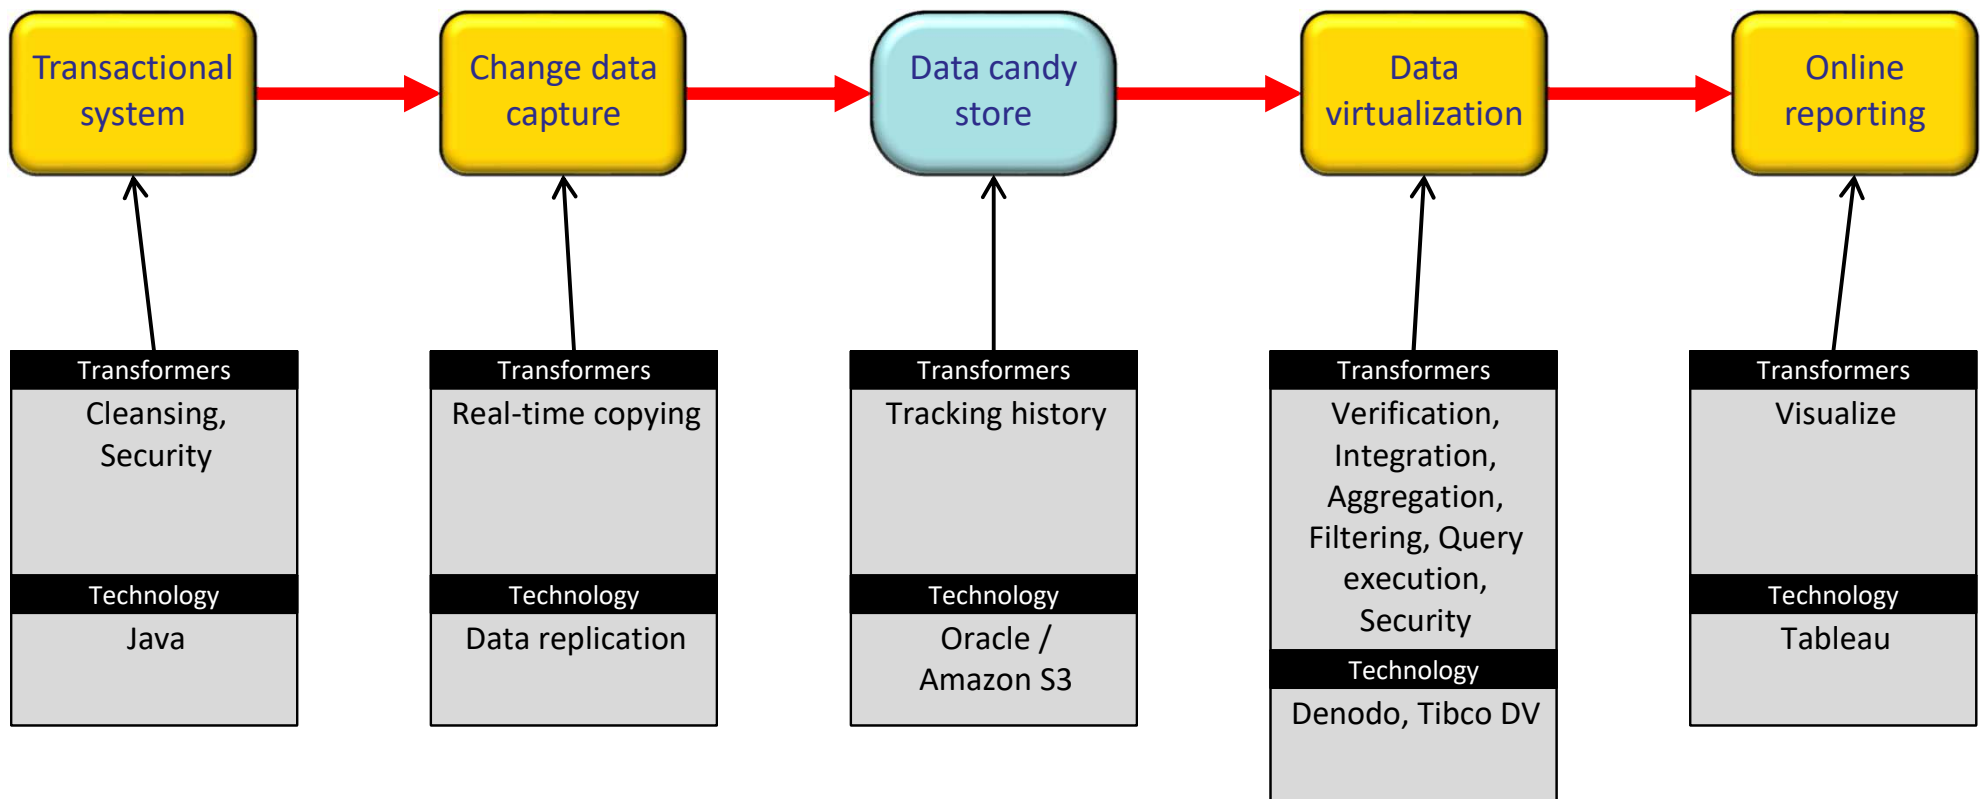 Transactional
system
Change data
capture
Data candy
store
Data
virtualization
Online
reporting
Transformers
Cleansing,
Security
Technology
Java
Transformers
Real-time copying
Technology
Data replication
Transformers
Tracking history
Technology
Oracle /
Amazon S3
Transformers
Verification,
Integration,
Aggregation,
Filtering, Query
execution,
Security
Technology
Denodo, Tibco DV
Transformers
Visualize
Technology
Tableau